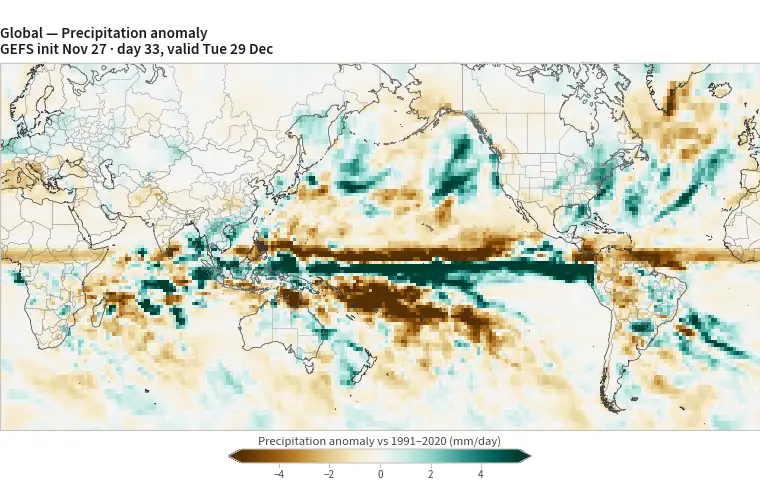 Global — Precipitation anomaly
GEFS init Nov 27 · day 33, valid Tue 29 Dec
Precipitation anomaly vs 1991–2020 (mm/day)
−4 −2 0 2 4